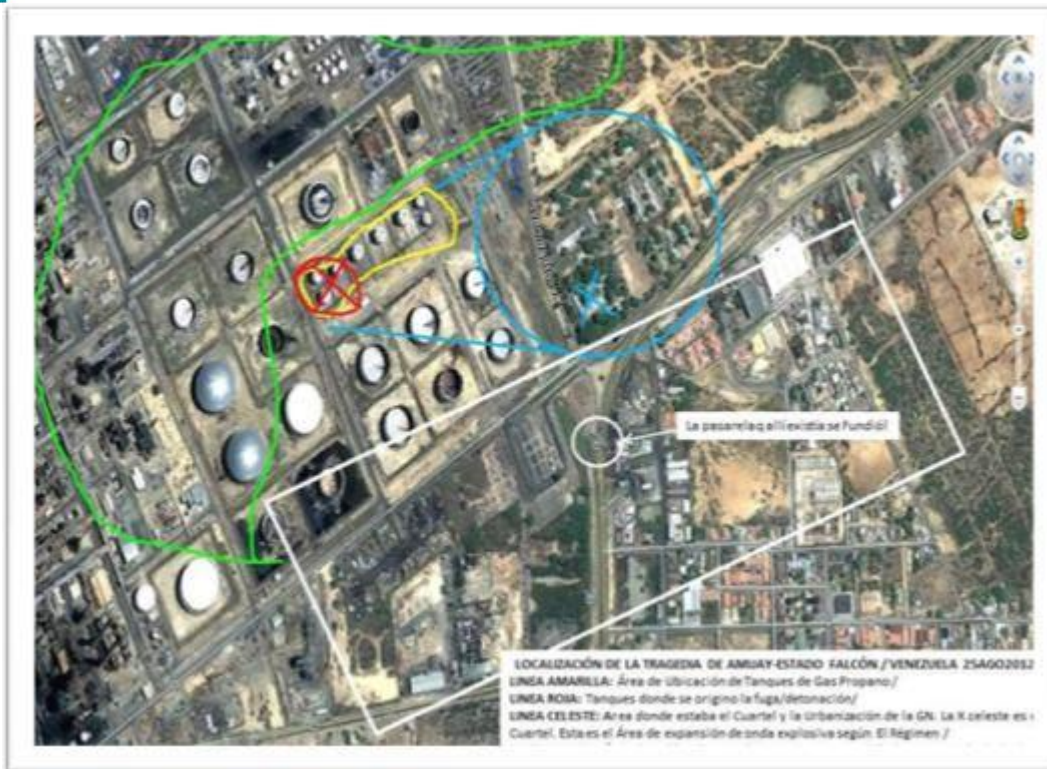 La pasarela q alli existia se Fundió!
LOCALIZACIÓN DE LA TRAGEDIA DE AMUAY-ESTADO FALCÓN / VENEZUELA 25AGO2012
LINEA AMARILLA: Área de Ubicación de Tanques de Gas Propano /
LINEA ROJA: Tanques donde se origino la fuga/detonación/
LINEA CELESTE: Area donde estaba el Cuartel y la Urbanización de la GN. La X celeste es
Cuartel. Esta es el Área de expansión de onda explosiva según El Régimen /